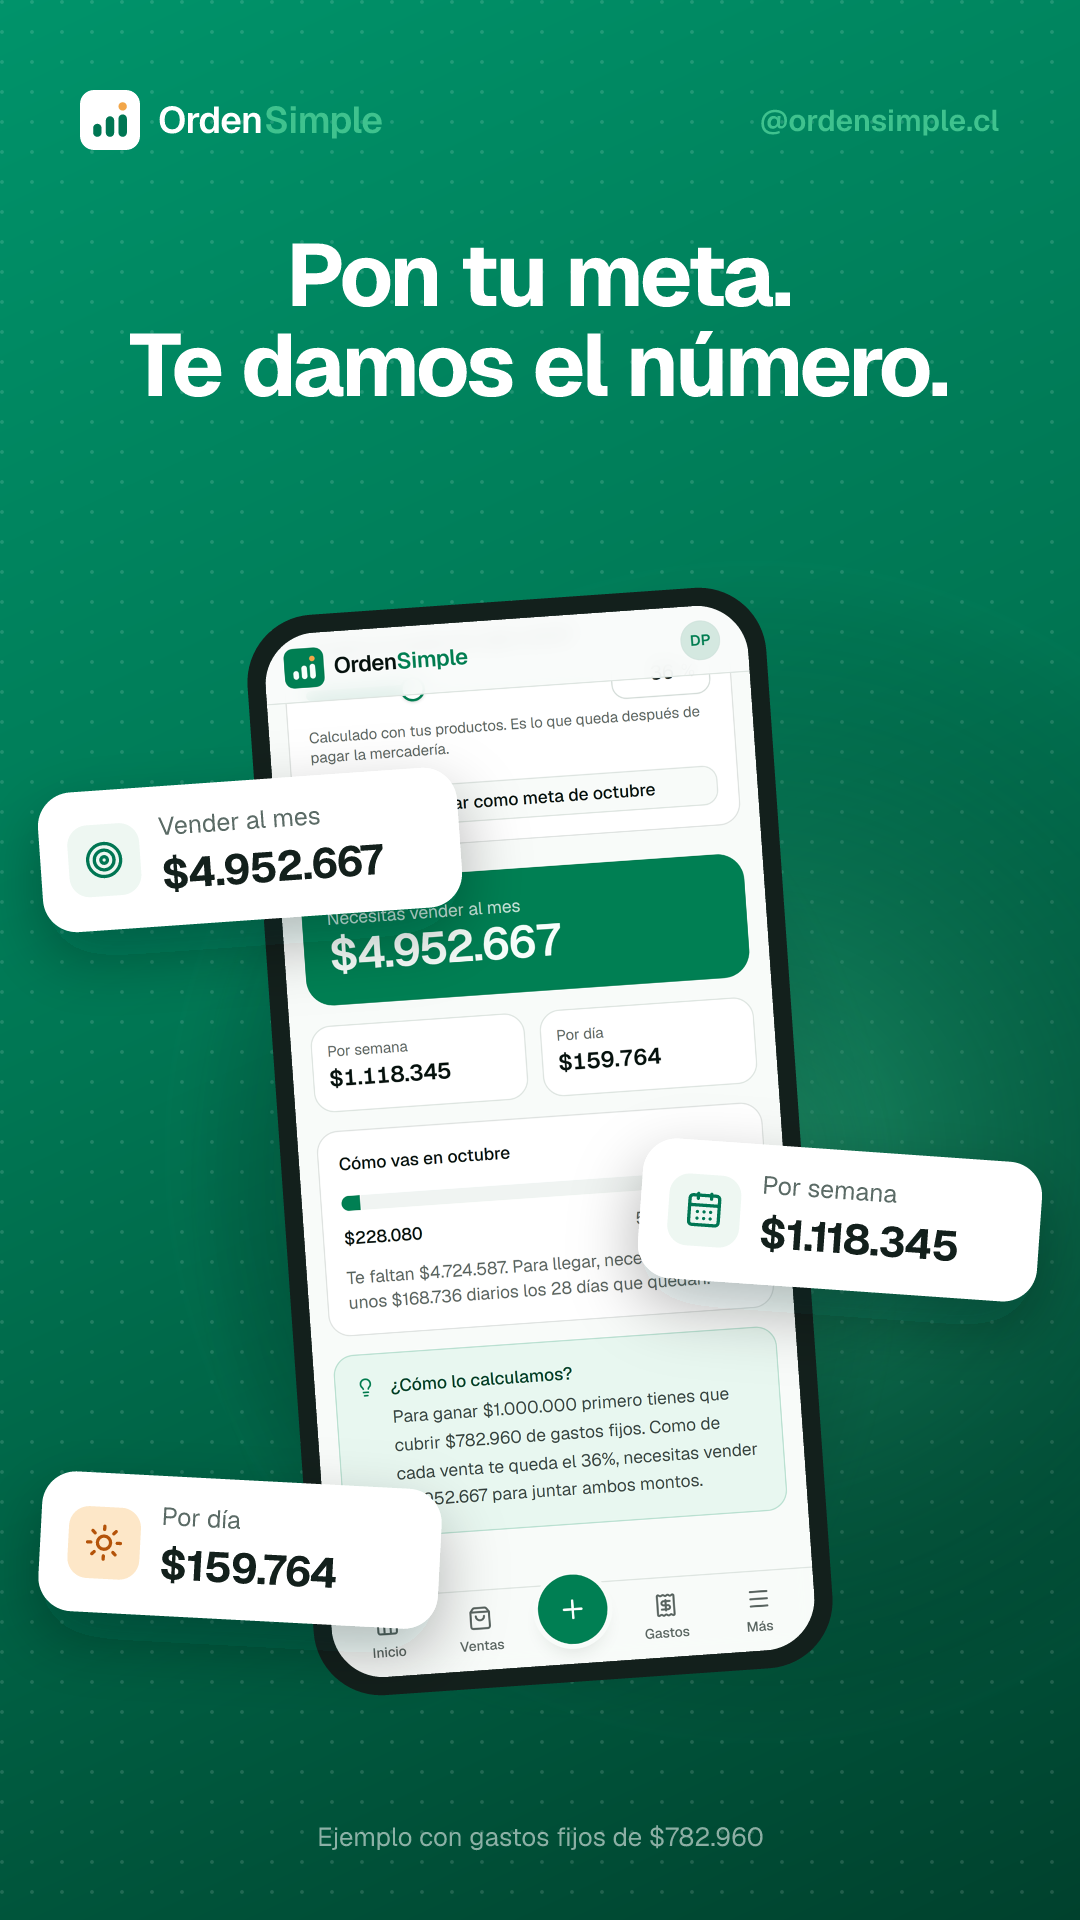 OrdenSimple
@ordensimple.cl
Pon tu meta.
Te damos el número.
OrdenSimple
DP
Calculado con tus productos. Es lo que queda después de
pagar la mercadería.
como meta de octubre
Vender al mes
$4.952.667
Necesitas vender al mes
$4.952.667
Por semana
$1.118.345
Por día
$159.764
Cómo vas en octubre
$228.080
Te faltan $4.724.587. Para llegar,
unos $168.736 diarios los 28 días que quedan.
Por semana
$1.118.345
¿Cómo lo calculamos?
Para ganar $1.000.000 primero tienes que
cubrir $782.960 de gastos fijos. Como de
cada venta te queda el 36%, necesitas vender
para juntar ambos montos.
Por día
$159.764
Inicio
Ventas
Gastos
Más
Ejemplo con gastos fijos de $782.960